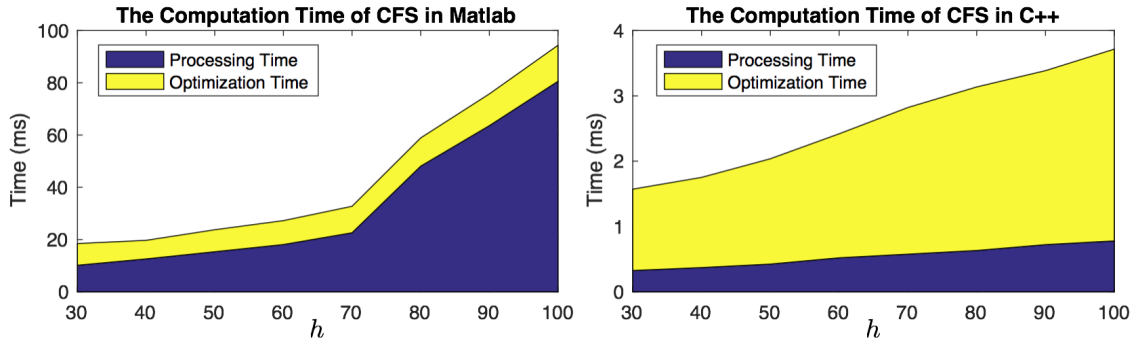 The Computation Time of CFS in Matlab
100
80
60
40
20
0
Time (ms)
Processing Time
Optimization Time
30 40 50 60 70 80 90 100
h
The Computation Time of CFS in C++
4
3
2
1
0
Time (ms)
Processing Time
Optimization Time
30 40 50 60 70 80 90 100
h